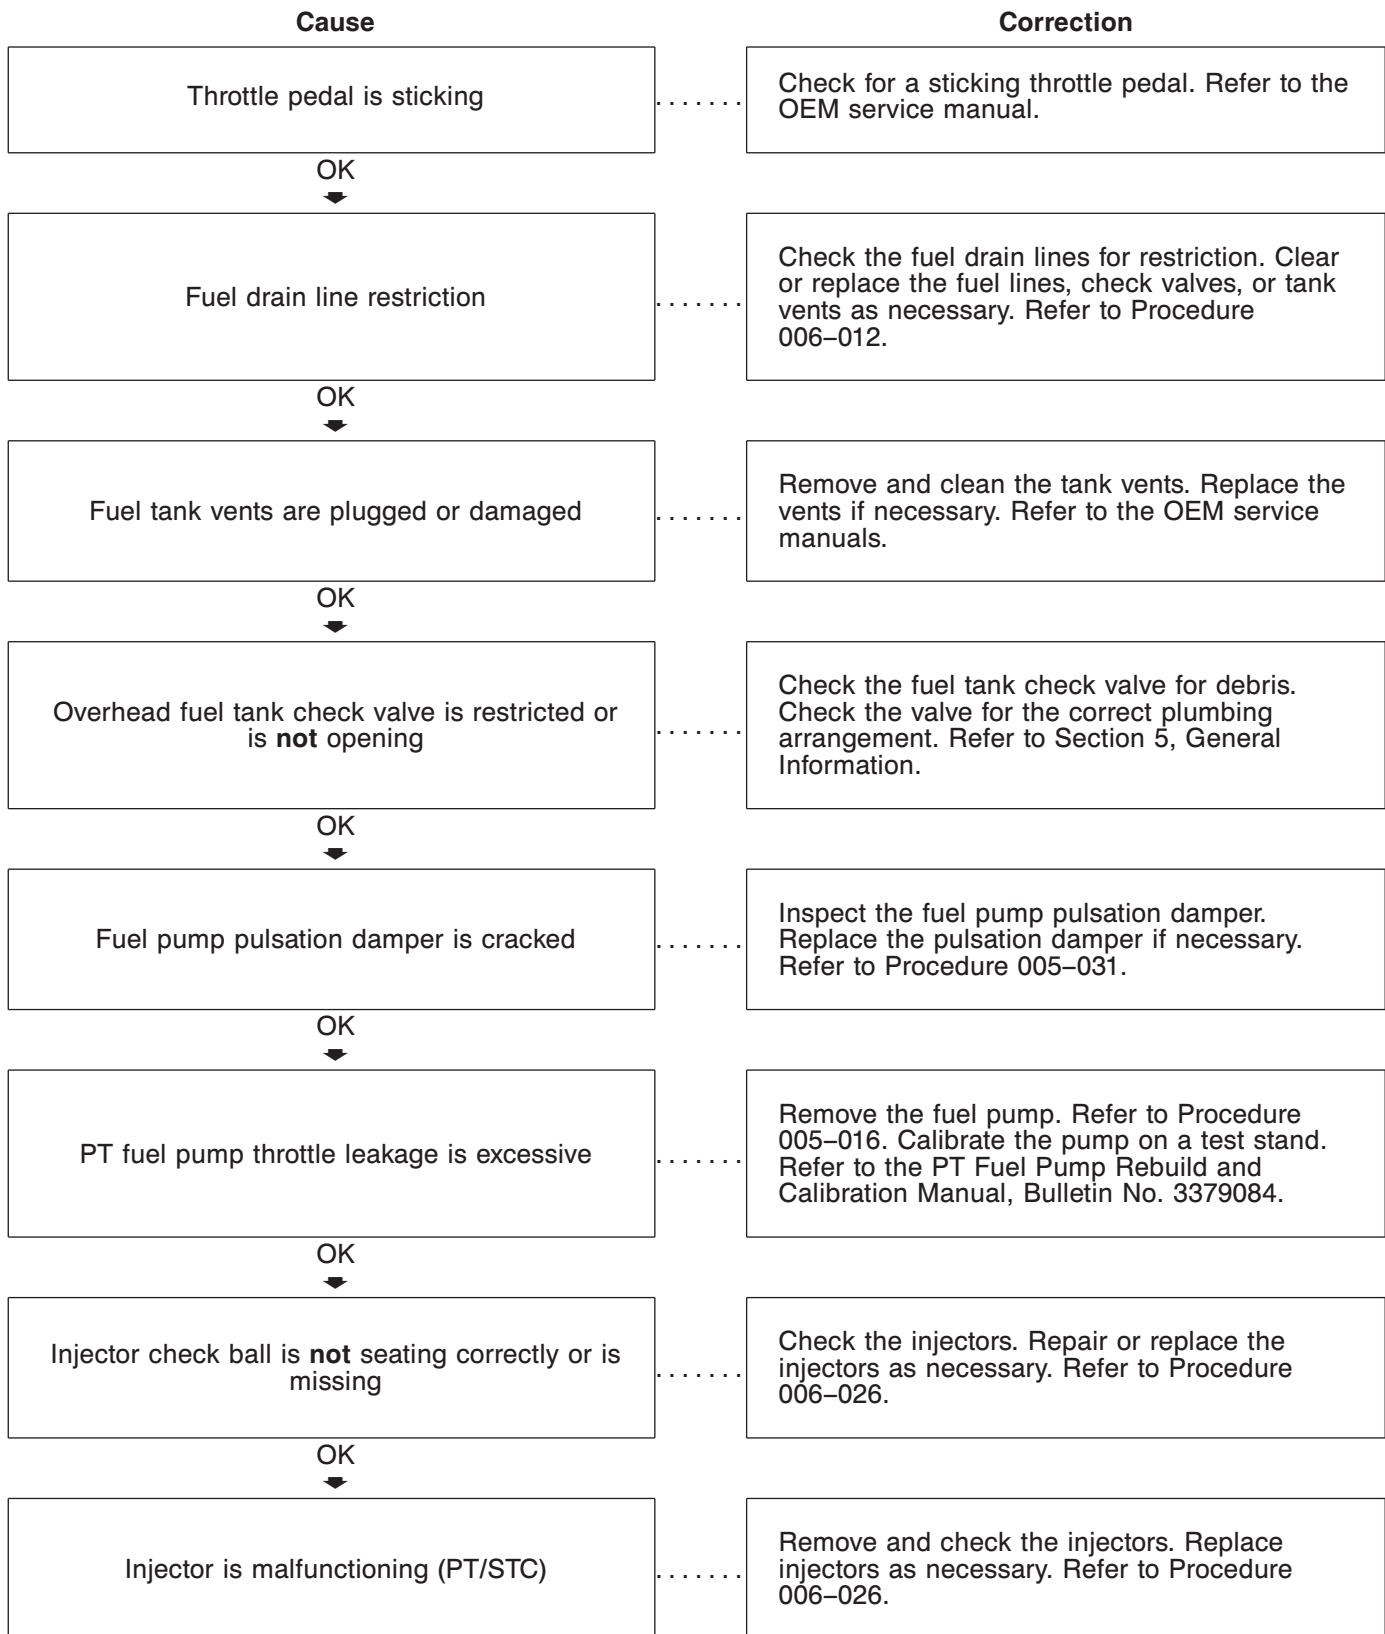 Cause
Correction
Throttle pedal is sticking
. . . . . . .
Check for a sticking throttle pedal. Refer to the
OEM service manual.
OK
Fuel drain line restriction
. . . . . . .
Check the fuel drain lines for restriction. Clear
or replace the fuel lines, check valves, or tank
vents as necessary. Refer to Procedure
006–012.
OK
Fuel tank vents are plugged or damaged
. . . . . . .
Remove and clean the tank vents. Replace the
vents if necessary. Refer to the OEM service
manuals.
OK
Overhead fuel tank check valve is restricted or
is not opening
. . . . . . .
Check the fuel tank check valve for debris.
Check the valve for the correct plumbing
arrangement. Refer to Section 5, General
Information.
OK
Fuel pump pulsation damper is cracked
. . . . . . .
Inspect the fuel pump pulsation damper.
Replace the pulsation damper if necessary.
Refer to Procedure 005–031.
OK
PT fuel pump throttle leakage is excessive
. . . . . . .
Remove the fuel pump. Refer to Procedure
005–016. Calibrate the pump on a test stand.
Refer to the PT Fuel Pump Rebuild and
Calibration Manual, Bulletin No. 3379084.
OK
Injector check ball is not seating correctly or is
missing
. . . . . . .
Check the injectors. Repair or replace the
injectors as necessary. Refer to Procedure
006–026.
OK
Injector is malfunctioning (PT/STC)
. . . . . . .
Remove and check the injectors. Replace
injectors as necessary. Refer to Procedure
006–026.